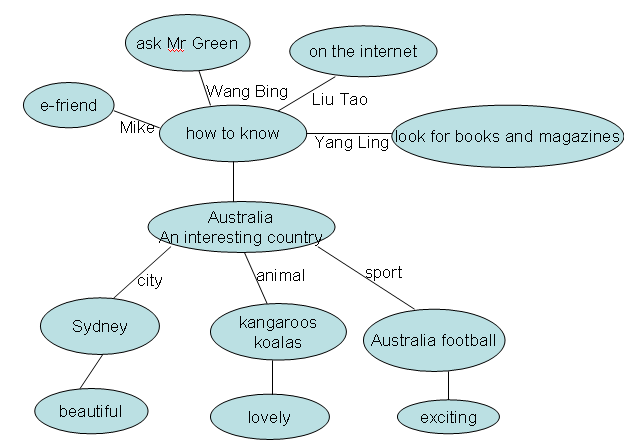 ask Mr Green
on the internet
e-friend
Wang Bing
Liu Tao
Mike
how to know
Yang Ling
look for books and magazines
Australia
An interesting country
city
animal
sport
Sydney
kangaroos
koalas
Australia football
beautiful
lovely
exciting